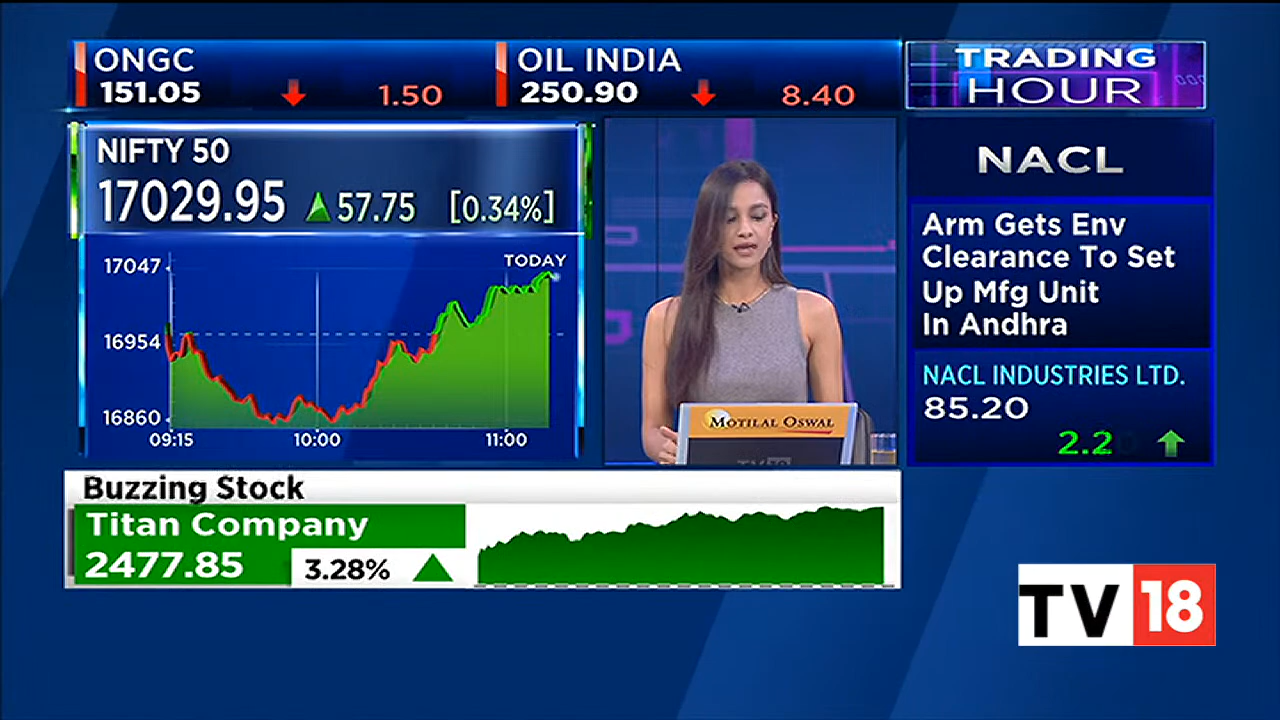 ONGC
151.05 1.50
OIL INDIA
250.90 8.40
TRADING
HOUR
NIFTY 50
17029.95 57.75 [0.34%]
TODAY
17047
16954
16860
09:15 10:00 11:00
MOTILAL OSWAL
TV18
NACL
Arm Gets Env
Clearance To Set
Up Mfg Unit
In Andhra
NACL INDUSTRIES LTD.
85.20
2.2
Buzzing Stock
Titan Company
2477.85 3.28%
TV18